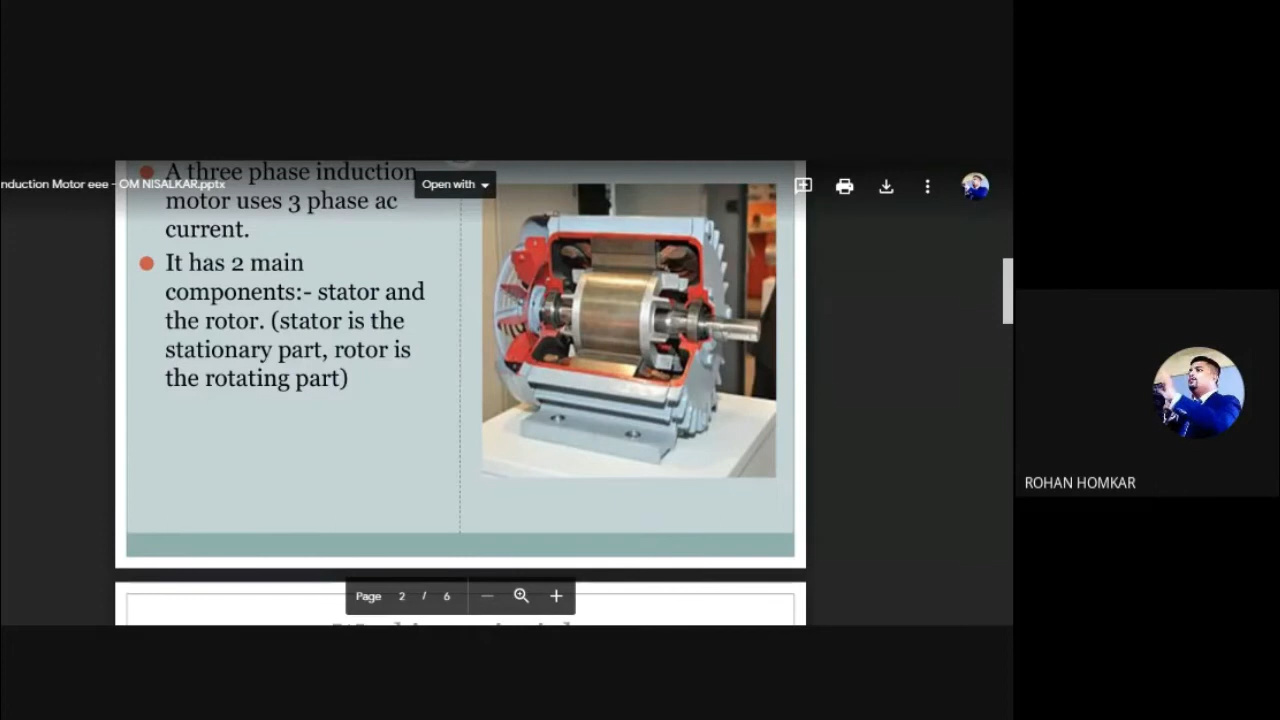 A three phase induction
nduction Motor eee - OM NISALKAR.pptx
Open with
motor uses 3 phase ac
current.
It has 2 main
components:- stator and
the rotor. (stator is the
stationary part, rotor is
the rotating part)
ROHAN HOMKAR
Page 2 / 6